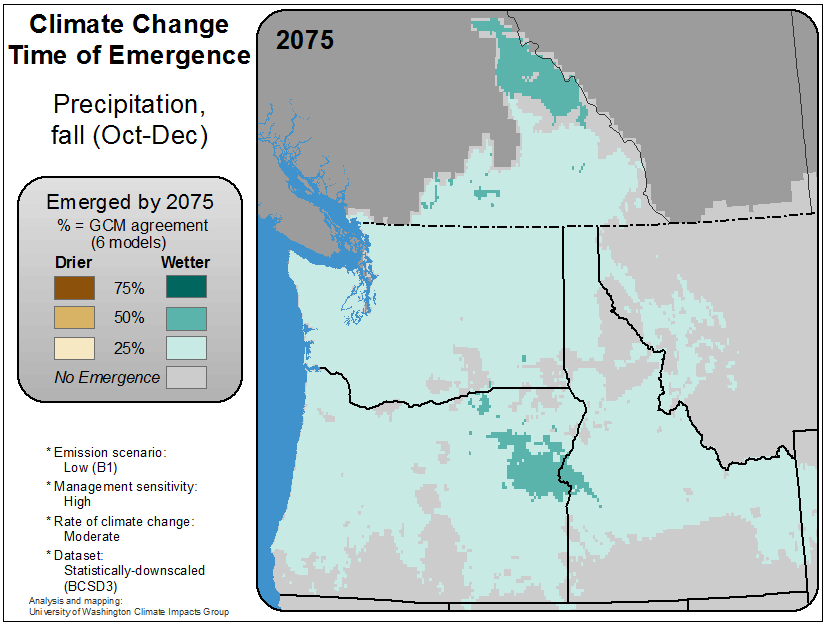 Climate Change
Time of Emergence
Precipitation,
fall (Oct-Dec)
2075
Emerged by 2075
% = GCM agreement
(6 models)
Drier Wetter
75%
50%
25%
No Emergence
* Emission scenario:
Low (B1)
* Management sensitivity:
High
* Rate of climate change:
Moderate
* Dataset:
Statistically-downscaled
(BCSD3)
Analysis and mapping:
University of Washington Climate Impacts Group